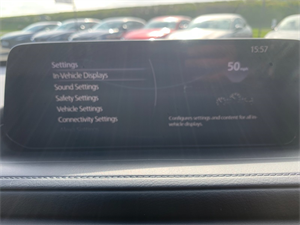 15:57
Settings
In-Vehicle Displays
50
Sound Settings
Safety Settings
Vehicle Settings
Connectivity Settings
Configure settings and content for all in
vehicle displays